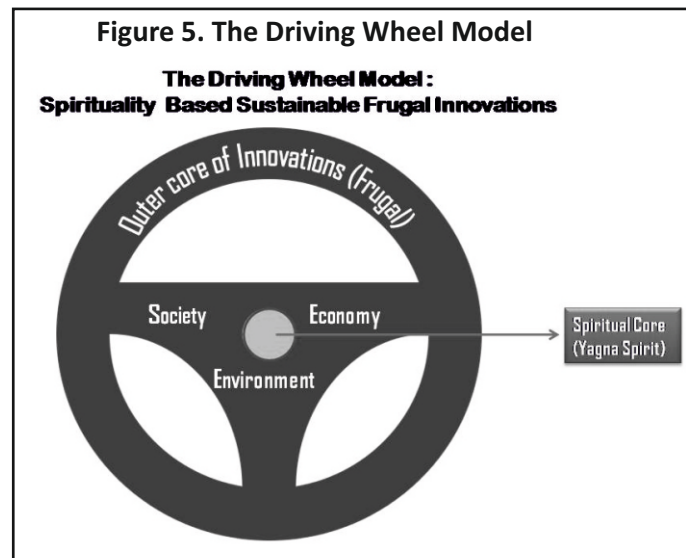 Figure 5. The Driving Wheel Model
The Driving Wheel Model :
Spirituality Based Sustainable Frugal Innovations
Outer core of Innovations (Frugal)
Society
Economy
Environment
Spiritual Core
(Yagna Spirit)